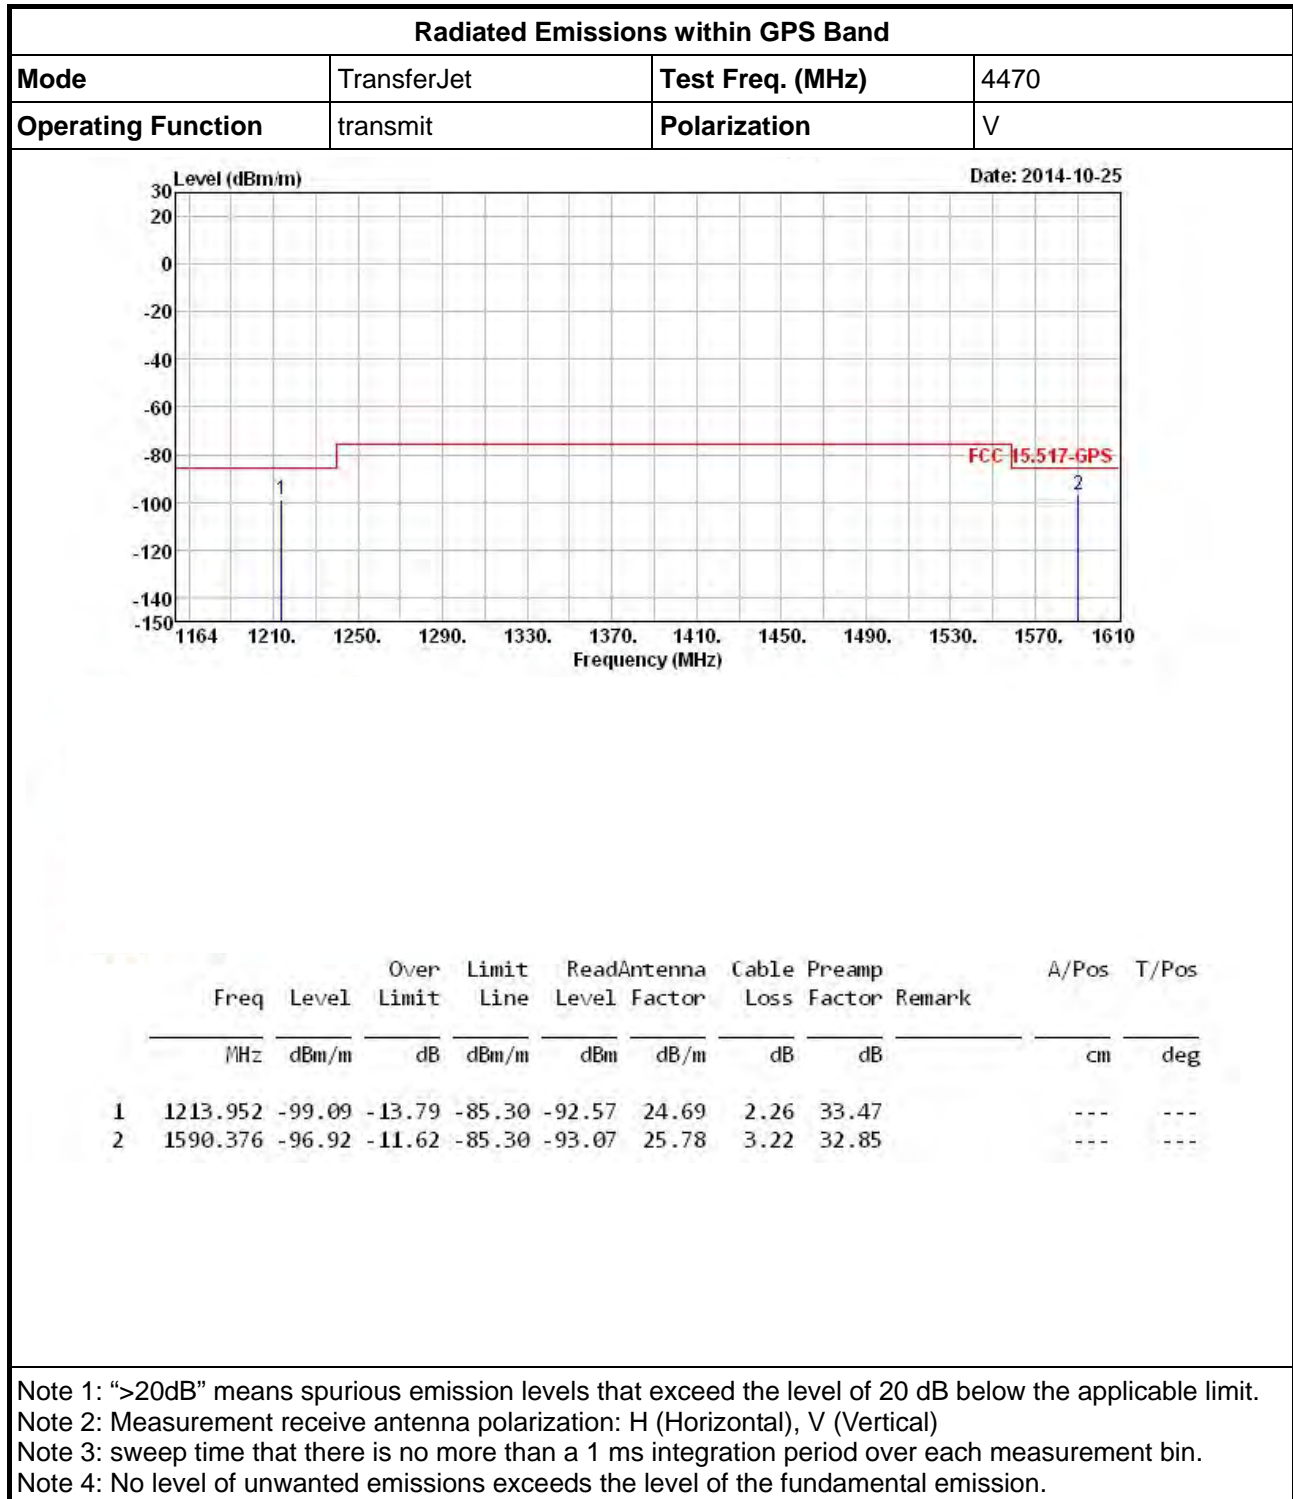 Radiated Emissions within GPS Band
Mode TransferJet Test Freq. (MHz) 4470
Operating Function transmit Polarization V
Level (dBm/m) Date: 2014-10-25
30
20
0
-20
-40
-60
-80 FCC 15.517-GPS
1 2
-100
-120
-140
-150
1164 1210. 1250. 1290. 1330. 1370. 1410. 1450. 1490. 1530. 1570. 1610
Frequency (MHz)
Over Limit ReadAntenna Cable Preamp A/Pos T/Pos
Freq Level Limit Line Level Factor Loss Factor Remark
MHz dBm/m dB dBm/m dBm dB/m dB dB cm deg
1 1213.952 -99.09 -13.79 -85.30 -92.57 24.69 2.26 33.47 --- ---
2 1590.376 -96.92 -11.62 -85.30 -93.07 25.78 3.22 32.85 --- ---
Note 1: “>20dB” means spurious emission levels that exceed the level of 20 dB below the applicable limit.
Note 2: Measurement receive antenna polarization: H (Horizontal), V (Vertical)
Note 3: sweep time that there is no more than a 1 ms integration period over each measurement bin.
Note 4: No level of unwanted emissions exceeds the level of the fundamental emission.